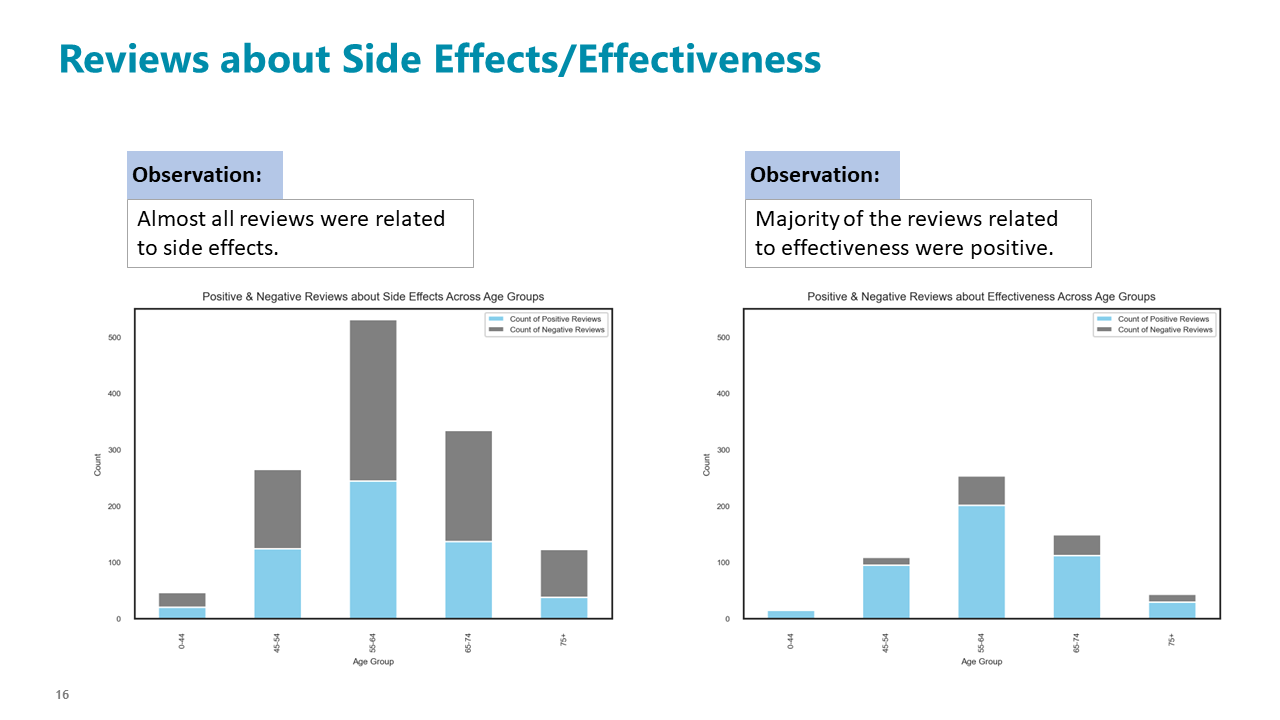 Reviews about Side Effects/Effectiveness
Observation:
Almost all reviews were related
to side effects.
Positive & Negative Reviews about Side Effects Across Age Groups
Count of Positive Reviews
Count of Negative Reviews
500
400
300
200
100
0
Count
0-44
45-54
55-64
65-74
75+
Age Group
Observation:
Majority of the reviews related
to effectiveness were positive.
Positive & Negative Reviews about Effectiveness Across Age Groups
Count of Positive Reviews
Count of Negative Reviews
500
400
300
200
100
0
Count
0-44
45-54
55-64
65-74
75+
Age Group
16